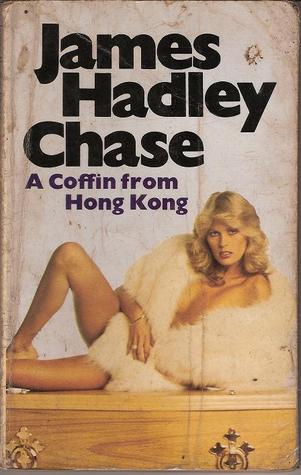 James
Hadley
Chase
A Coffin from
Hong Kong